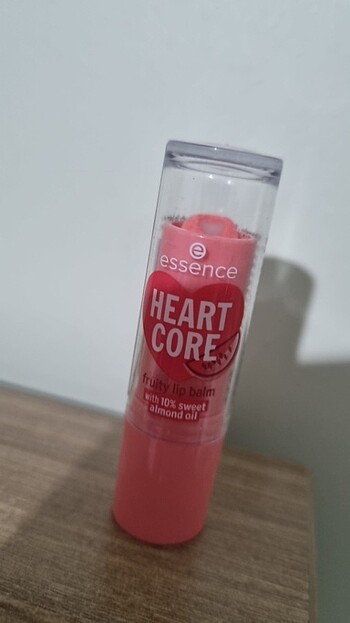 essence
HEART
CORE
fruity lip balm
with 10% sweet
almond oil